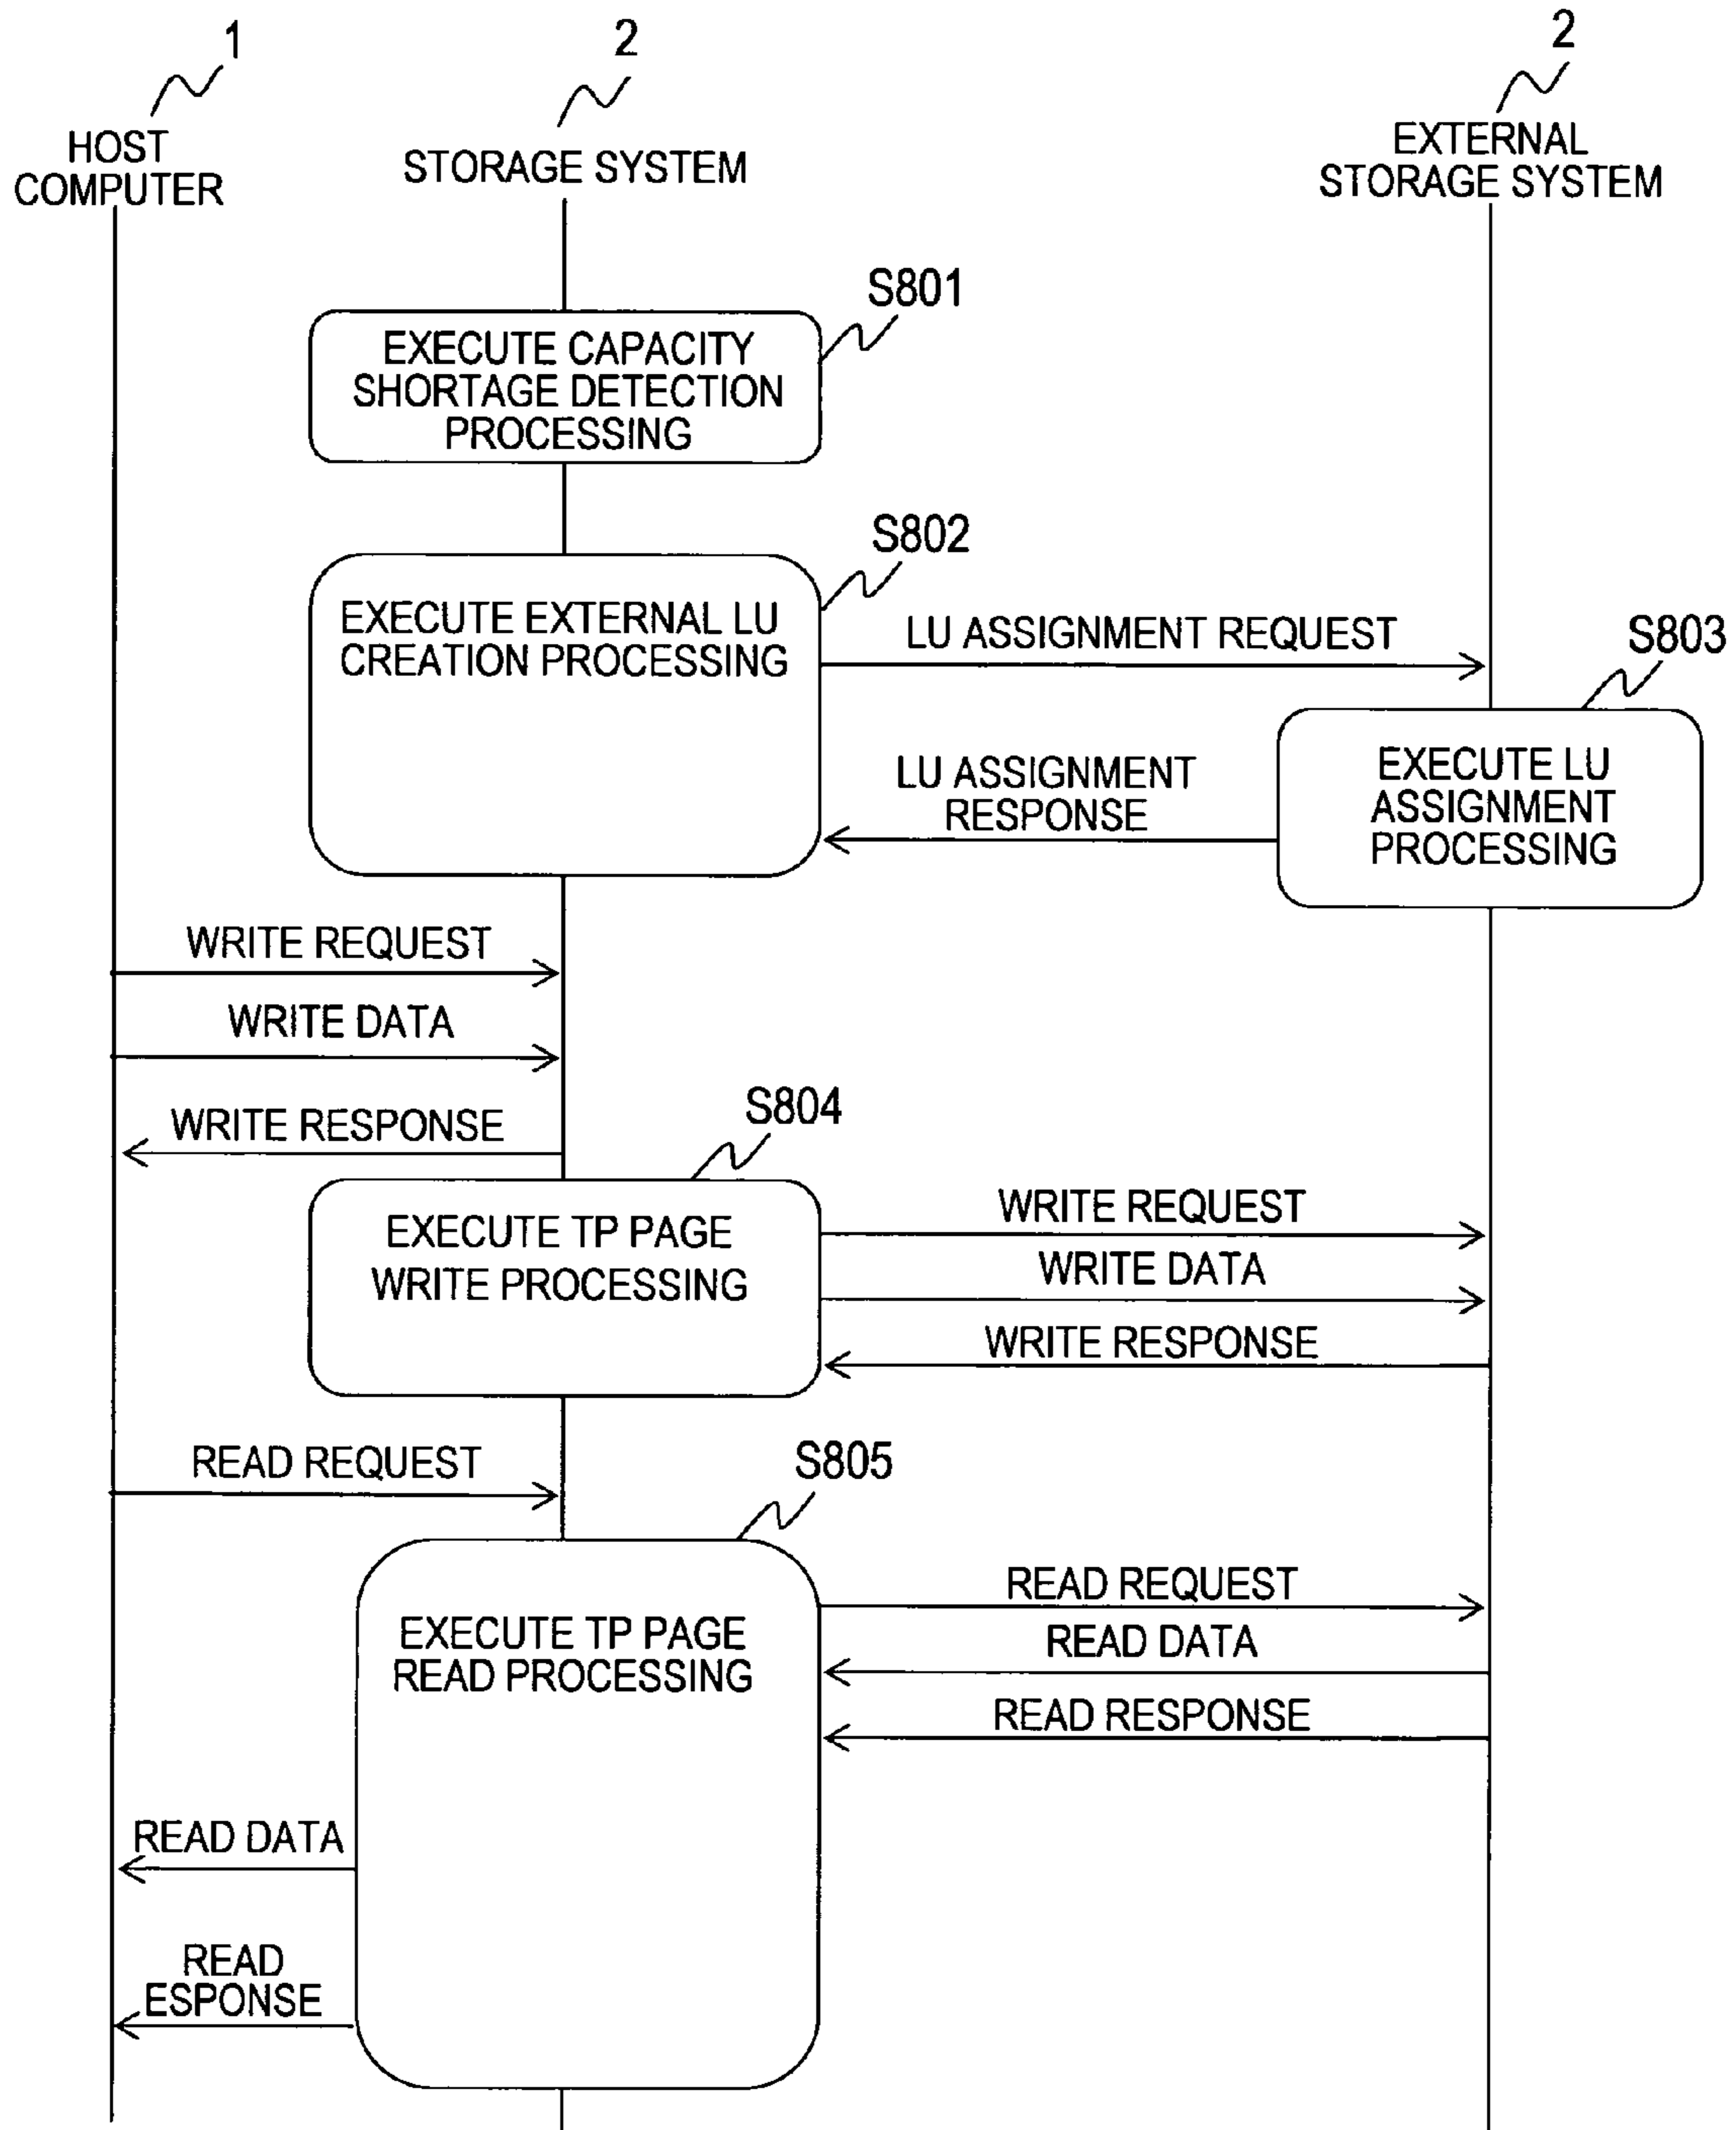 1
2
2
HOST
COMPUTER
STORAGE SYSTEM
EXTERNAL
STORAGE SYSTEM
S801
EXECUTE CAPACITY
SHORTAGE DETECTION
PROCESSING
S802
EXECUTE EXTERNAL LU
CREATION PROCESSING
LU ASSIGNMENT REQUEST
S803
EXECUTE LU
ASSIGNMENT
PROCESSING
LU ASSIGNMENT
RESPONSE
WRITE REQUEST
WRITE DATA
WRITE RESPONSE
S804
EXECUTE TP PAGE
WRITE PROCESSING
WRITE REQUEST
WRITE DATA
WRITE RESPONSE
READ REQUEST
S805
EXECUTE TP PAGE
READ PROCESSING
READ REQUEST
READ DATA
READ RESPONSE
READ DATA
READ
ESPONSE